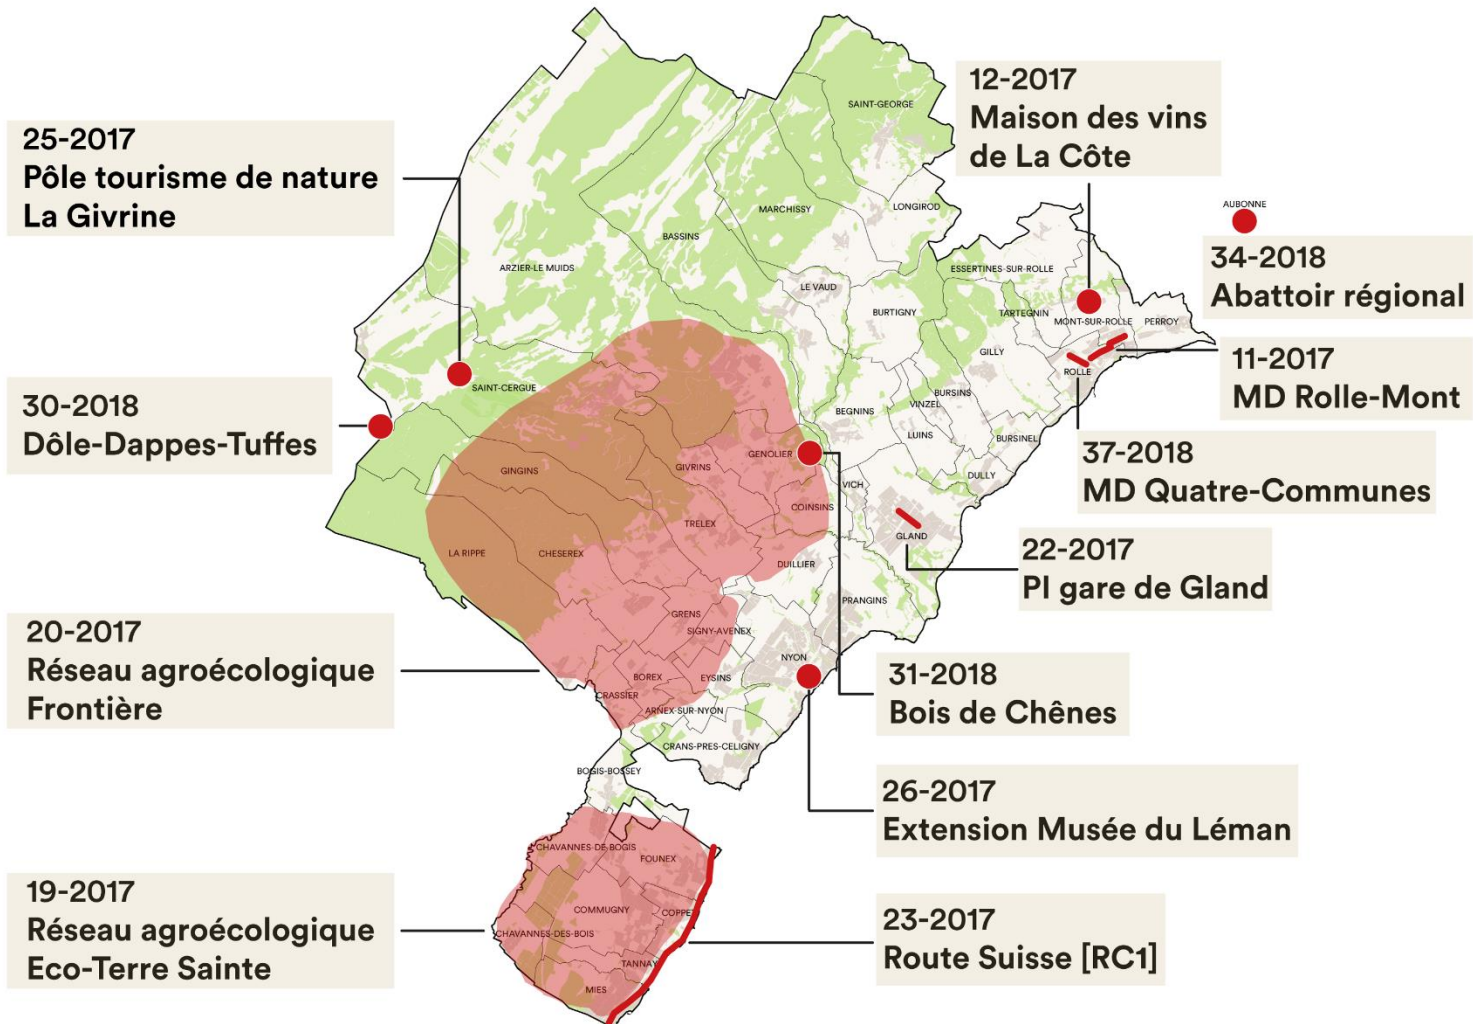 25-2017
Pôle tourisme de nature
La Givrine
30-2018
Dôle-Dappes-Tuffes
20-2017
Réseau agroécologique
Frontière
19-2017
Réseau agroécologique
Eco-Terre Sainte
12-2017
Maison des vins
de La Côte
AUBONNE
34-2018
Abattoir régional
11-2017
MD Rolle-Mont
37-2018
MD Quatre-Communes
22-2017
PI gare de Gland
31-2018
Bois de Chênes
26-2017
Extension Musée du Léman
23-2017
Route Suisse [RC1]
SAINT-GEORGE
LONGIROD
MARCHISSY
BASSINS
ARZIER-LE MUIDS
LE VAUD
ESSERTINES-SUR-ROLLE
BURTIGNY
TARTEGNIN
MONT-SUR-ROLLE
PERROY
GILLY
ROLLE
SAINT-CERGUE
BURSINS
VINZEL
BEGNINS
LUINS
BURSINEL
GENOLIER
GIVRINS
GINGINS
DULLY
VICH
COINSINS
TRELEX
GLAND
LA RIPPE
CHESEREX
DUILLIER
PRANGINS
GRENS
SIGNY-AVENEX
NYON
BOREX
EYSINS
CRASSIER
ARNEX-SUR-NYON
CRANS-PRES-CELIGNY
BOGIS-BOSSEY
CHAVANNES-DE-BOGIS
FOUNEX
COMMUGNY
COPPET
CHAVANNES-DES-BOIS
TANNAY
MIES